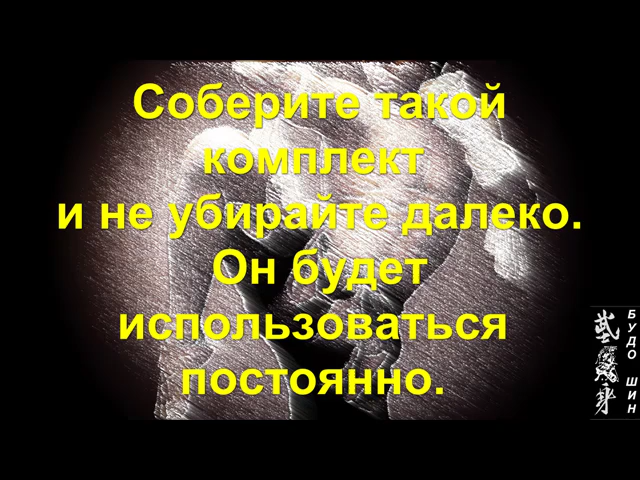 Соберите такой
комплект
и не убирайте далеко.
Он будет
использоваться
постоянно.
БУДО ШИН